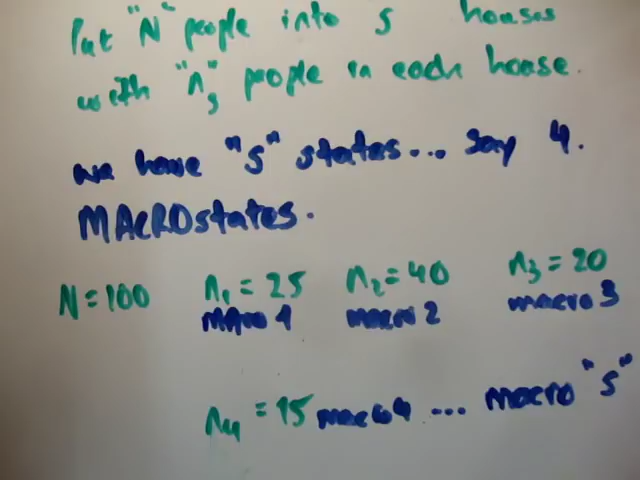 Put "N" people into s houses
with "ns" people in each house.
we have "s" states... say 4.
MACROstates.
N=100 n1=25 n2=40 n3=20
macro 1 macro 2 macro 3
n4=15 macro 4 ... macro "s"